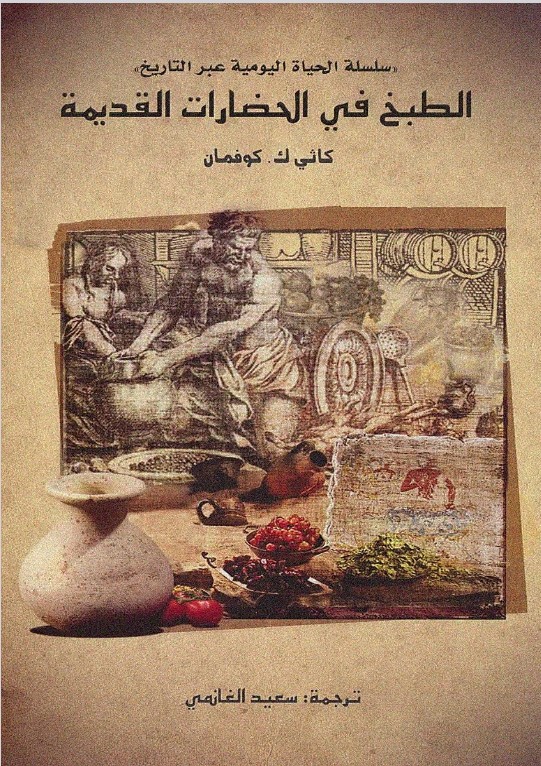 «سلسلة الحياة اليومية عبر التاريخ»
الطبخ في الحضارات القديمة
كاثي ك. كوفمان
ترجمة: سعيد الغانمي